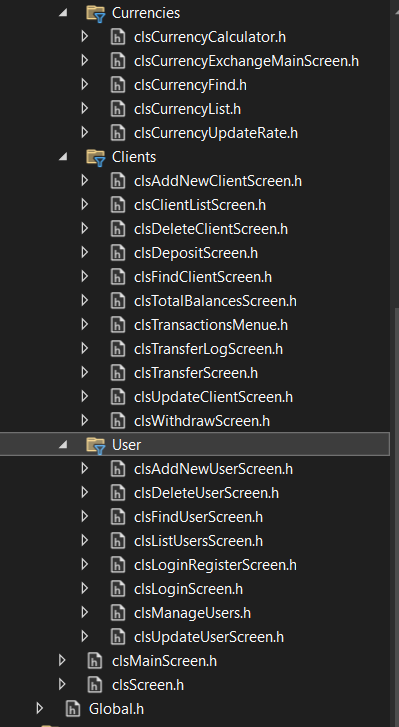 Currencies
clsCurrencyCalculator.h
clsCurrencyExchangeMainScreen.h
clsCurrencyFind.h
clsCurrencyList.h
clsCurrencyUpdateRate.h
Clients
clsAddNewClientScreen.h
clsClientListScreen.h
clsDeleteClientScreen.h
clsDepositScreen.h
clsFindClientScreen.h
clsTotalBalancesScreen.h
clsTransactionsMenue.h
clsTransferLogScreen.h
clsTransferScreen.h
clsUpdateClientScreen.h
clsWithdrawScreen.h
User
clsAddNewUserScreen.h
clsDeleteUserScreen.h
clsFindUserScreen.h
clsListUsersScreen.h
clsLoginRegisterScreen.h
clsLoginScreen.h
clsManageUsers.h
clsUpdateUserScreen.h
clsMainScreen.h
clsScreen.h
Global.h